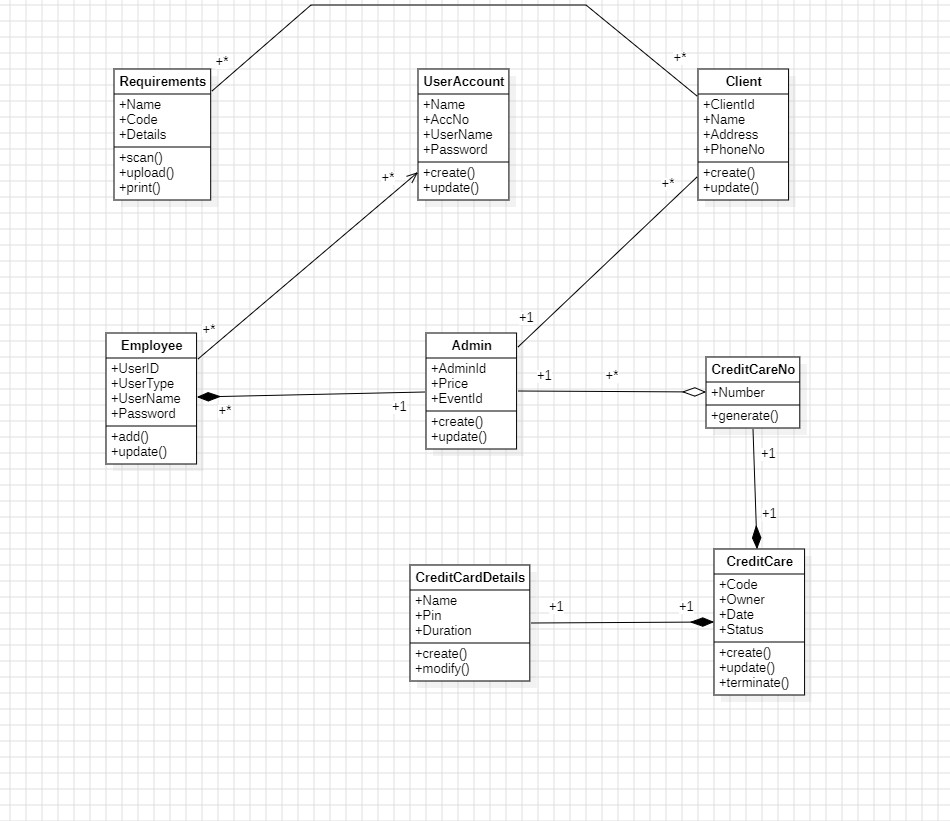 +*
+*
Requirements
+Name
+Code
+Details
+scan()
+upload()
+print()
UserAccount
+Name
+AccNo
+UserName
+Password
+create()
+update()
Client
+ClientId
+Name
+Address
+PhoneNo
+create()
+update()
+*
+*
+*
+1
Employee
+UserID
+UserType
+UserName
+Password
+add()
+update()
+*
+1
Admin
+AdminId
+Price
+EventId
+create()
+update()
+1
+*
CreditCareNo
+Number
+generate()
+1
+1
CreditCardDetails
+Name
+Pin
+Duration
+create()
+modify()
+1
+1
CreditCare
+Code
+Owner
+Date
+Status
+create()
+update()
+terminate()